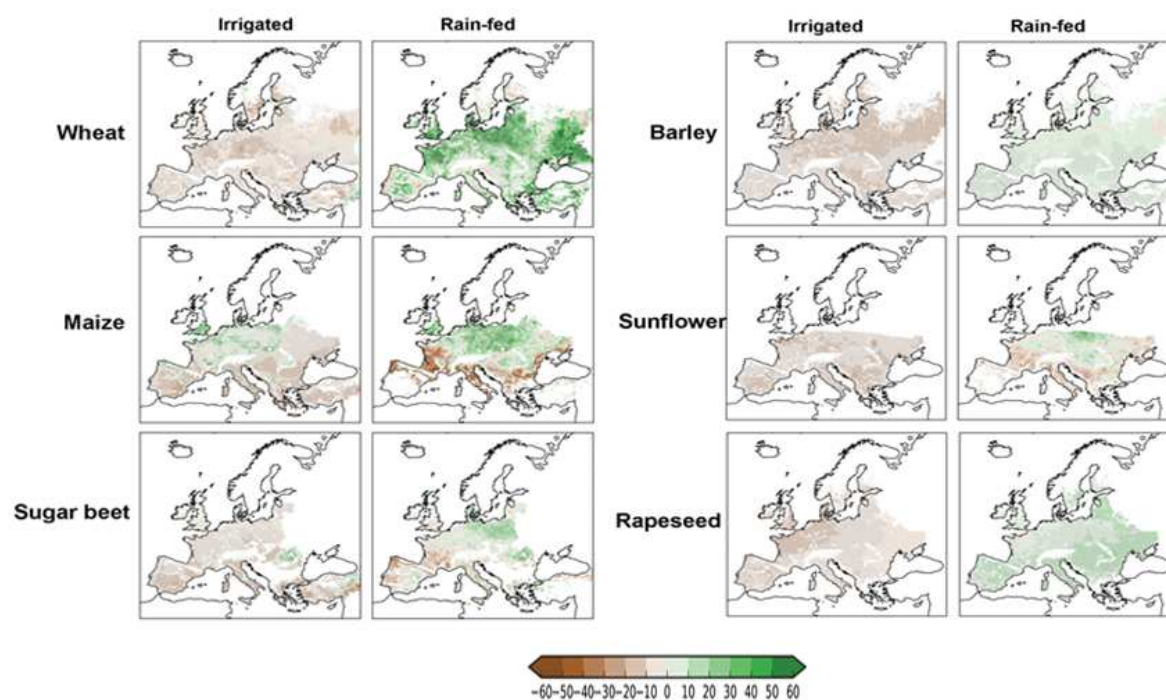 Irrigated Rain-fed Irrigated Rain-fed
Wheat Barley
Maize Sunflower
Sugar beet Rapeseed
-60-50-40-30-20-10 0 10 20 30 40 50 60